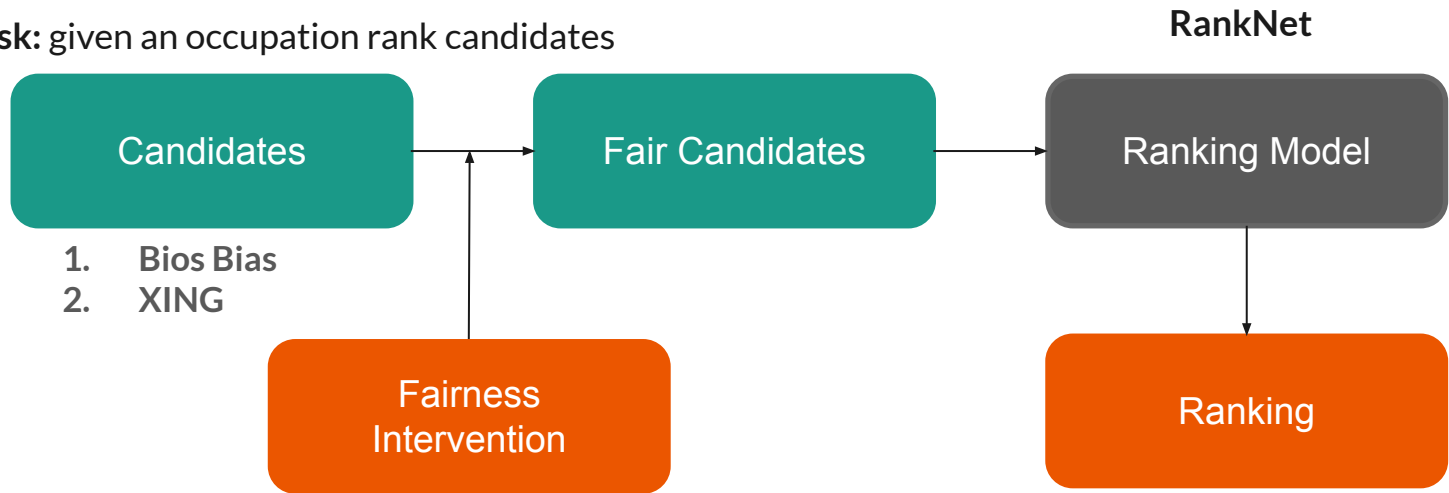 sk: given an occupation rank candidates
RankNet
Candidates
Fair Candidates
Ranking Model
1. Bios Bias
2. XING
Fairness
Intervention
Ranking